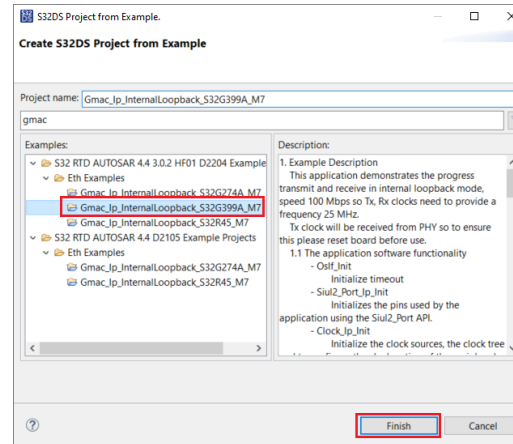 S32DS Project from Example.
Create S32DS Project from Example
Project name: Gmac_Ip_InternalLoopback_S32G399A_M7
gmac
Examples:
S32 RTD AUTOSAR 4.4 3.0.2 HF01 D2204 Example
Eth Examples
Gmac_Ip_InternalLoopback_S32G274A_M7
Gmac_Ip_InternalLoopback_S32G399A_M7
Gmac_Ip_InternalLoopback_S32R45_M7
S32 RTD AUTOSAR 4.4 D2105 Example Projects
Eth Examples
Gmac_Ip_InternalLoopback_S32G274A_M7
Gmac_Ip_InternalLoopback_S32R45_M7
Description:
1. Example Description
This application demonstrates the progress
transmit and receive in internal loopback mode,
speed 100 Mbps so Tx, Rx clocks need to provide a
frequency 25 MHz.
Tx clock will be received from PHY so to ensure
this please reset board before use.
1.1 The application software functionality
- OsIf_Init
Initialize timeout
- Siul2_Port_Ip_Init
Initializes the pins used by the
application using the Siul2_Port API.
- Clock_Ip_Init
Initialize the clock sources, the clock tree
Finish
Cancel